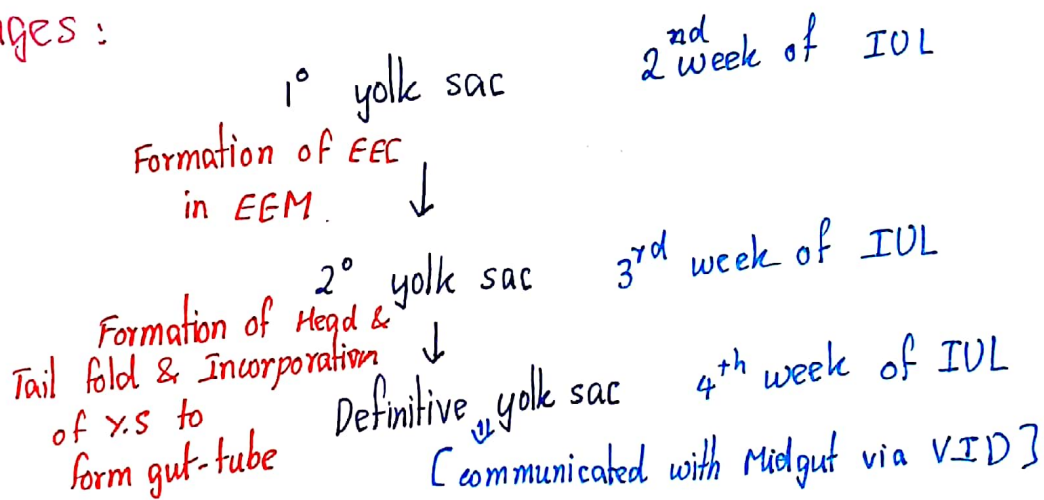 ages :
1° yolk sac 2nd week of IUL
Formation of EEC
in EEM.
↓
2° yolk sac 3rd week of IUL
Formation of Head &
Tail fold & Incorporation
of Y.S to
form gut-tube
↓
Definitive yolk sac 4th week of IUL
[communicated with Midgut via VID]